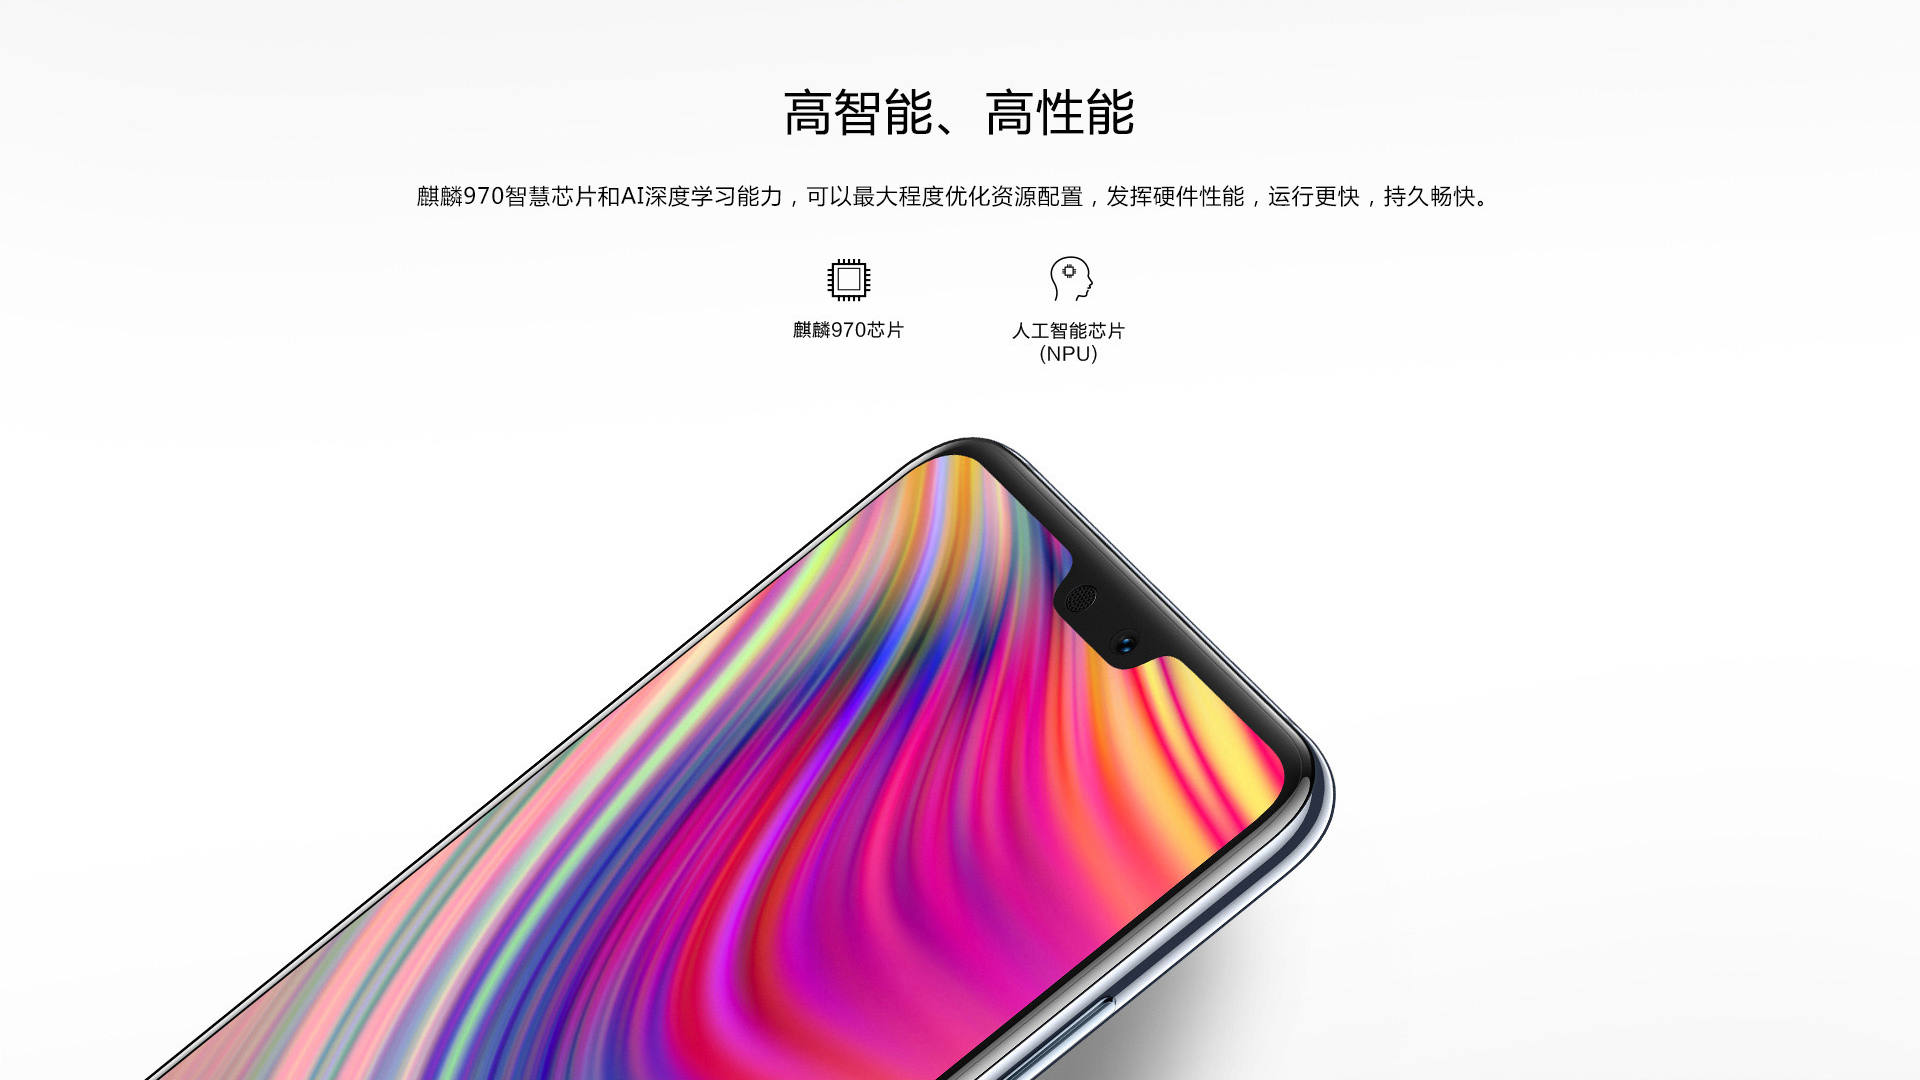 高智能、高性能
麒麟970智慧芯片和AI深度学习能力，可以最大程度优化资源配置，发挥硬件性能，运行更快，持久畅快。
麒麟970芯片
人工智能芯片
(NPU)